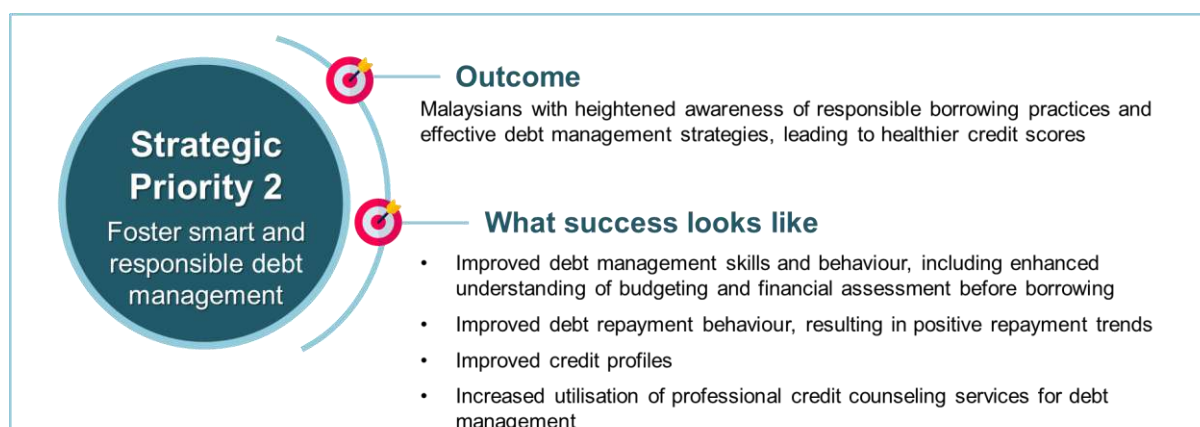 Strategic
Priority 2
Foster smart and
responsible debt
management
Outcome
Malaysians with heightened awareness of responsible borrowing practices and
effective debt management strategies, leading to healthier credit scores
What success looks like
• Improved debt management skills and behaviour, including enhanced
understanding of budgeting and financial assessment before borrowing
• Improved debt repayment behaviour, resulting in positive repayment trends
• Improved credit profiles
• Increased utilisation of professional credit counseling services for debt
management